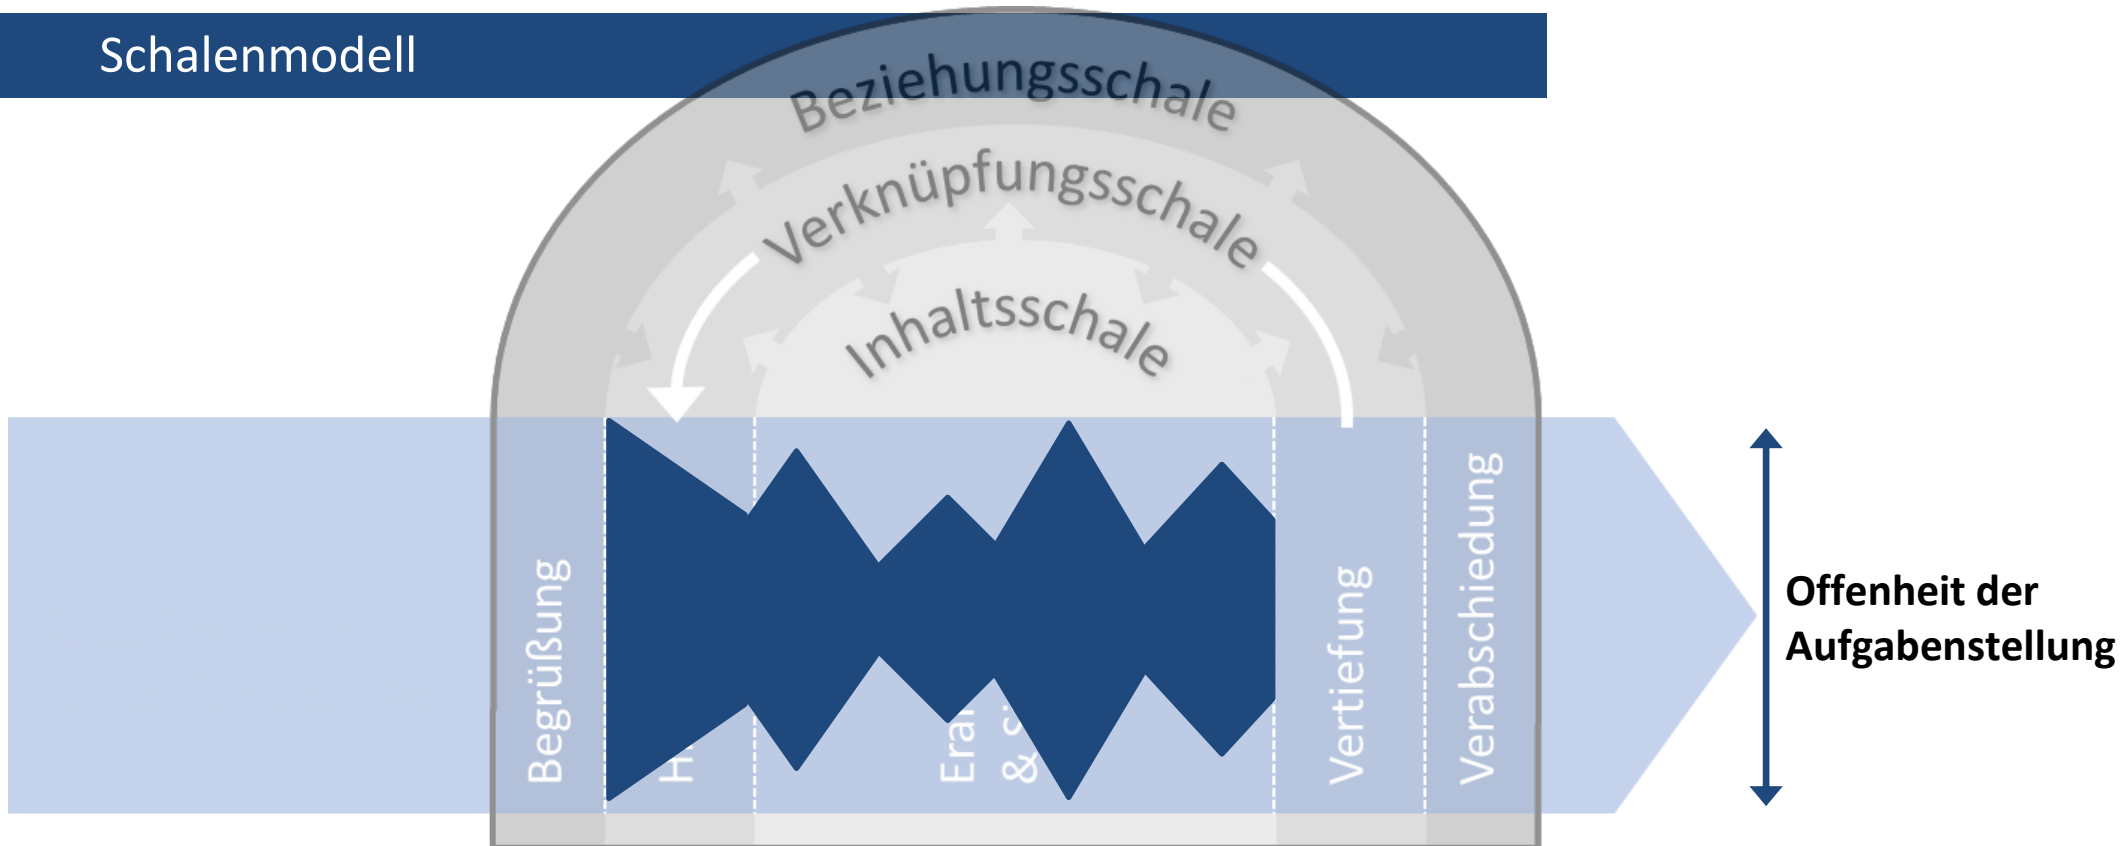 Schalenmodell
Beziehungsschale
Verknüpfungsschale
Inhaltsschale
Begrüßung
Vertiefung
Verabschiedung
Offenheit der
Aufgabenstellung